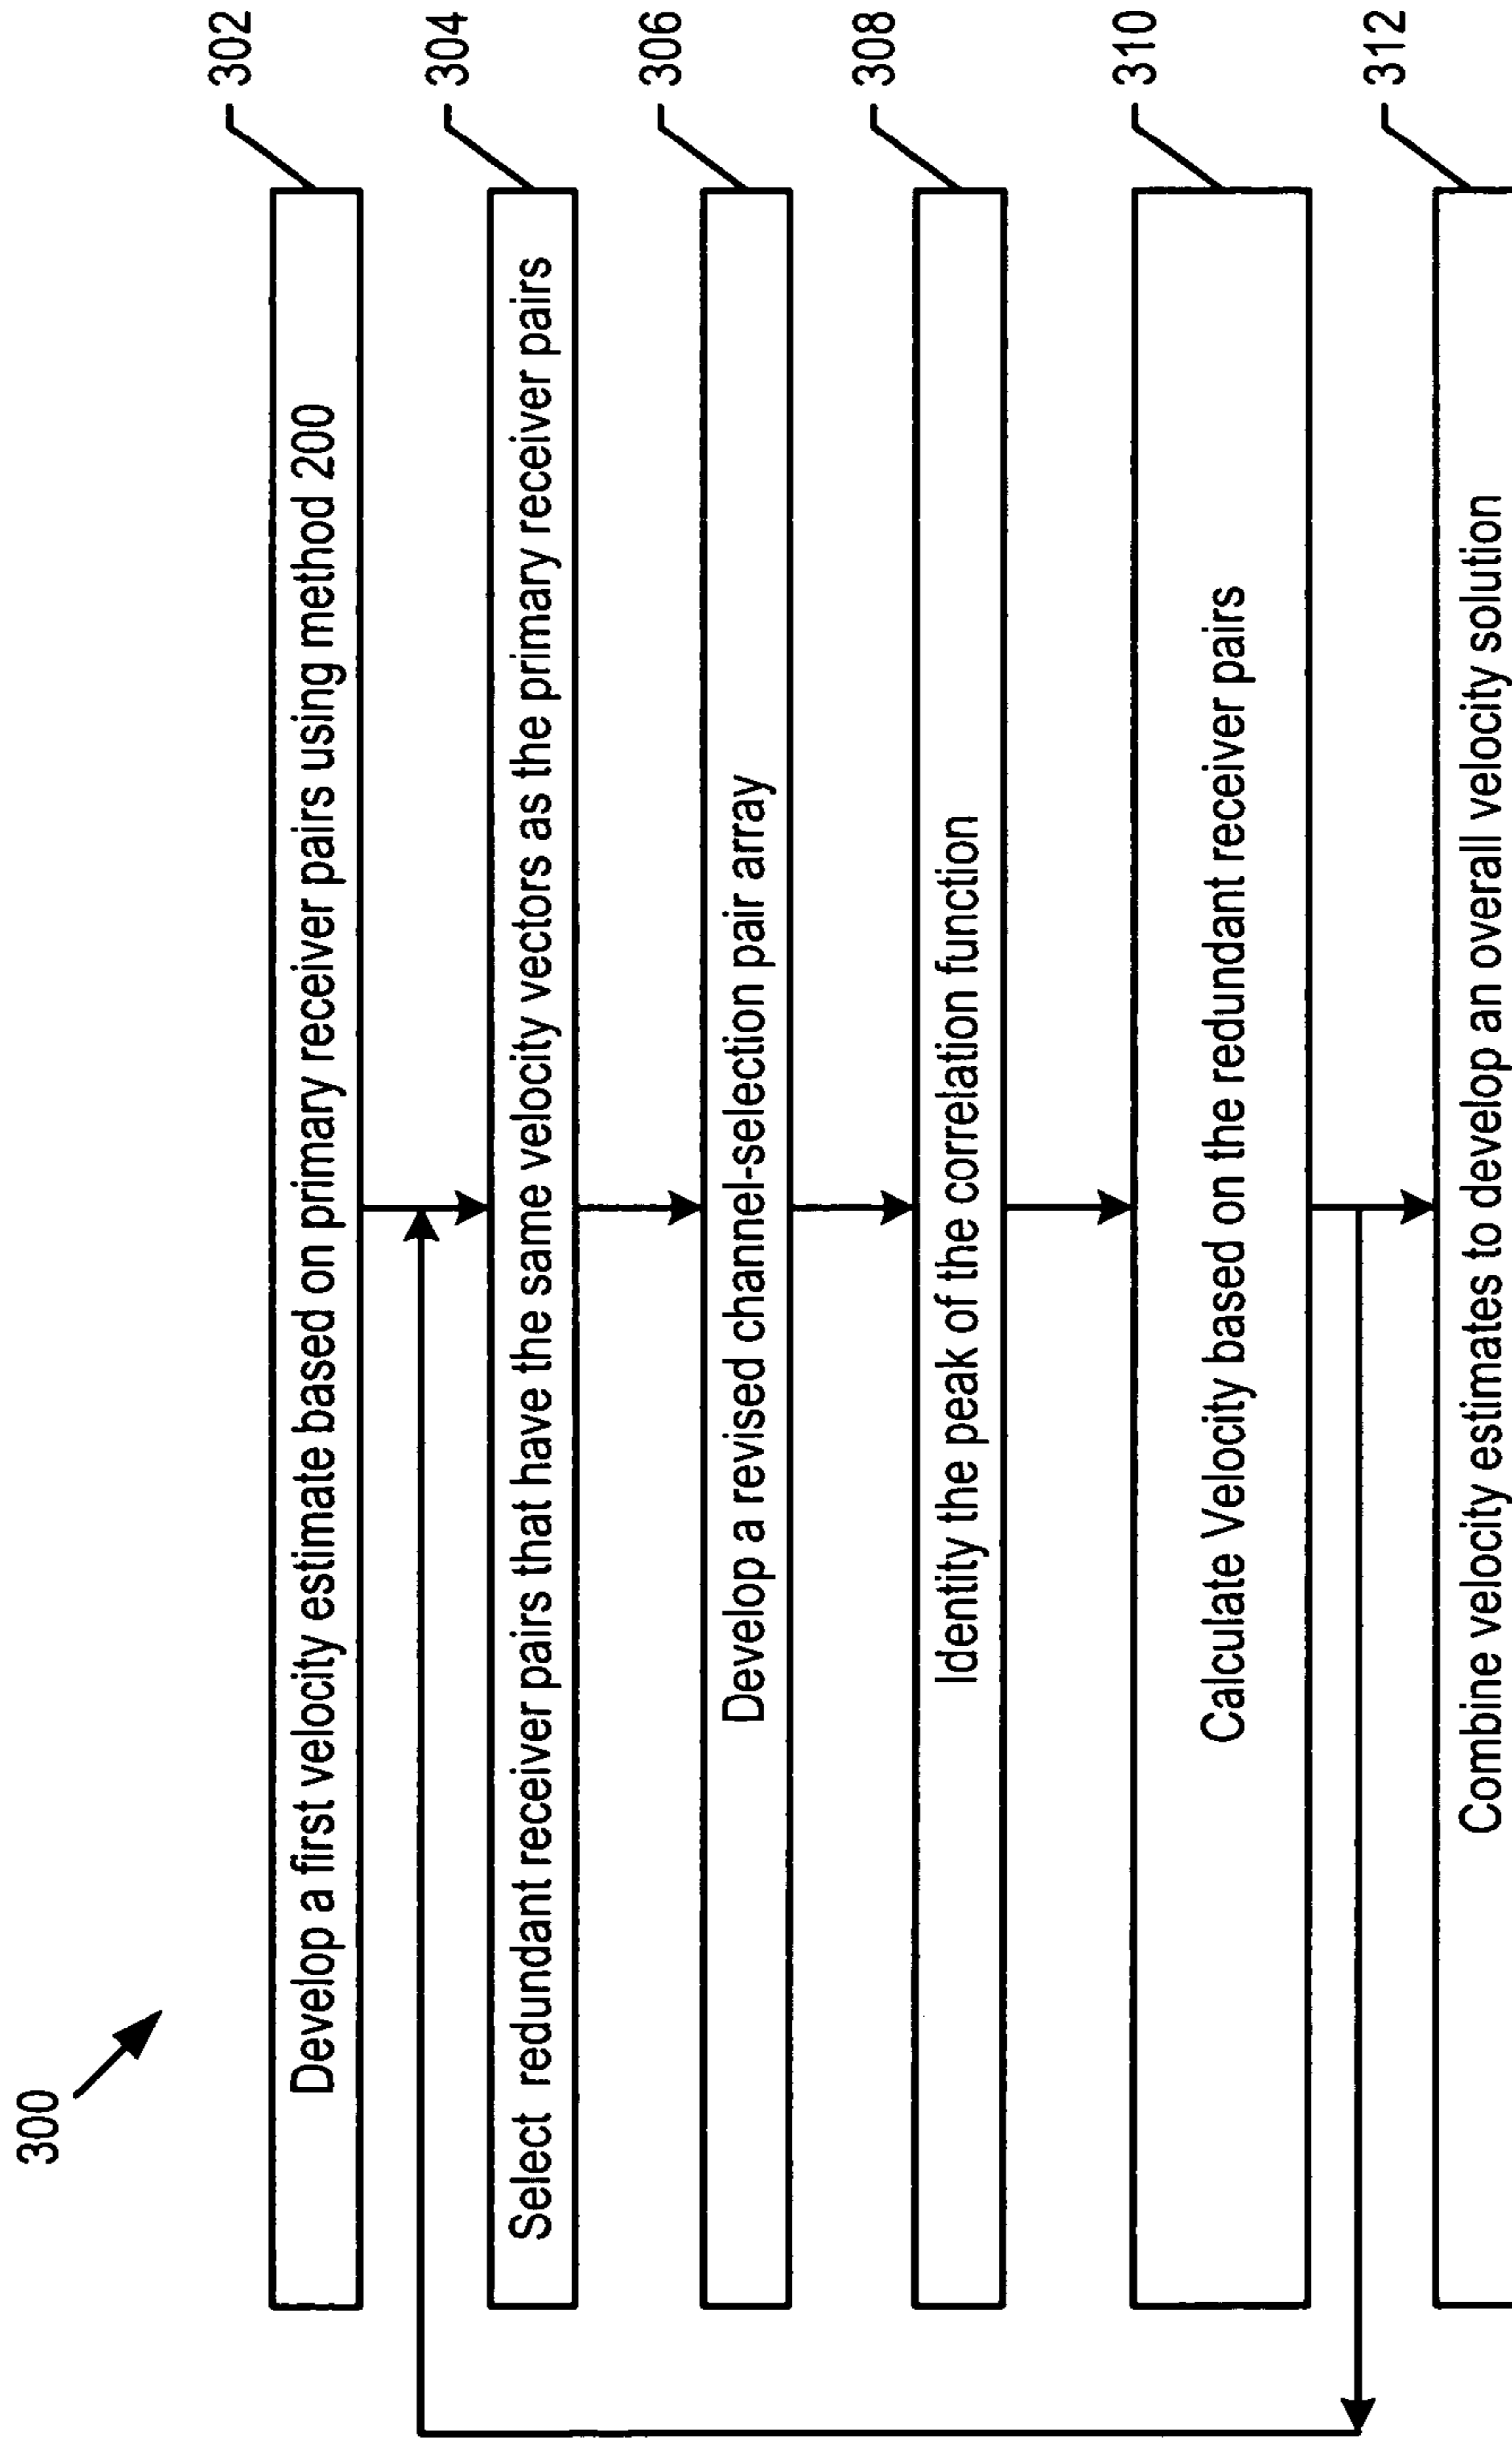 300
Develop a first velocity estimate based on primary receiver pairs using method 200
302
Select redundant receiver pairs that have the same velocity vectors as the primary receiver pairs
304
Develop a revised channel-selection pair array
306
Identity the peak of the correlation function
308
Calculate Velocity based on the redundant receiver pairs
310
Combine velocity estimates to develop an overall velocity solution
312